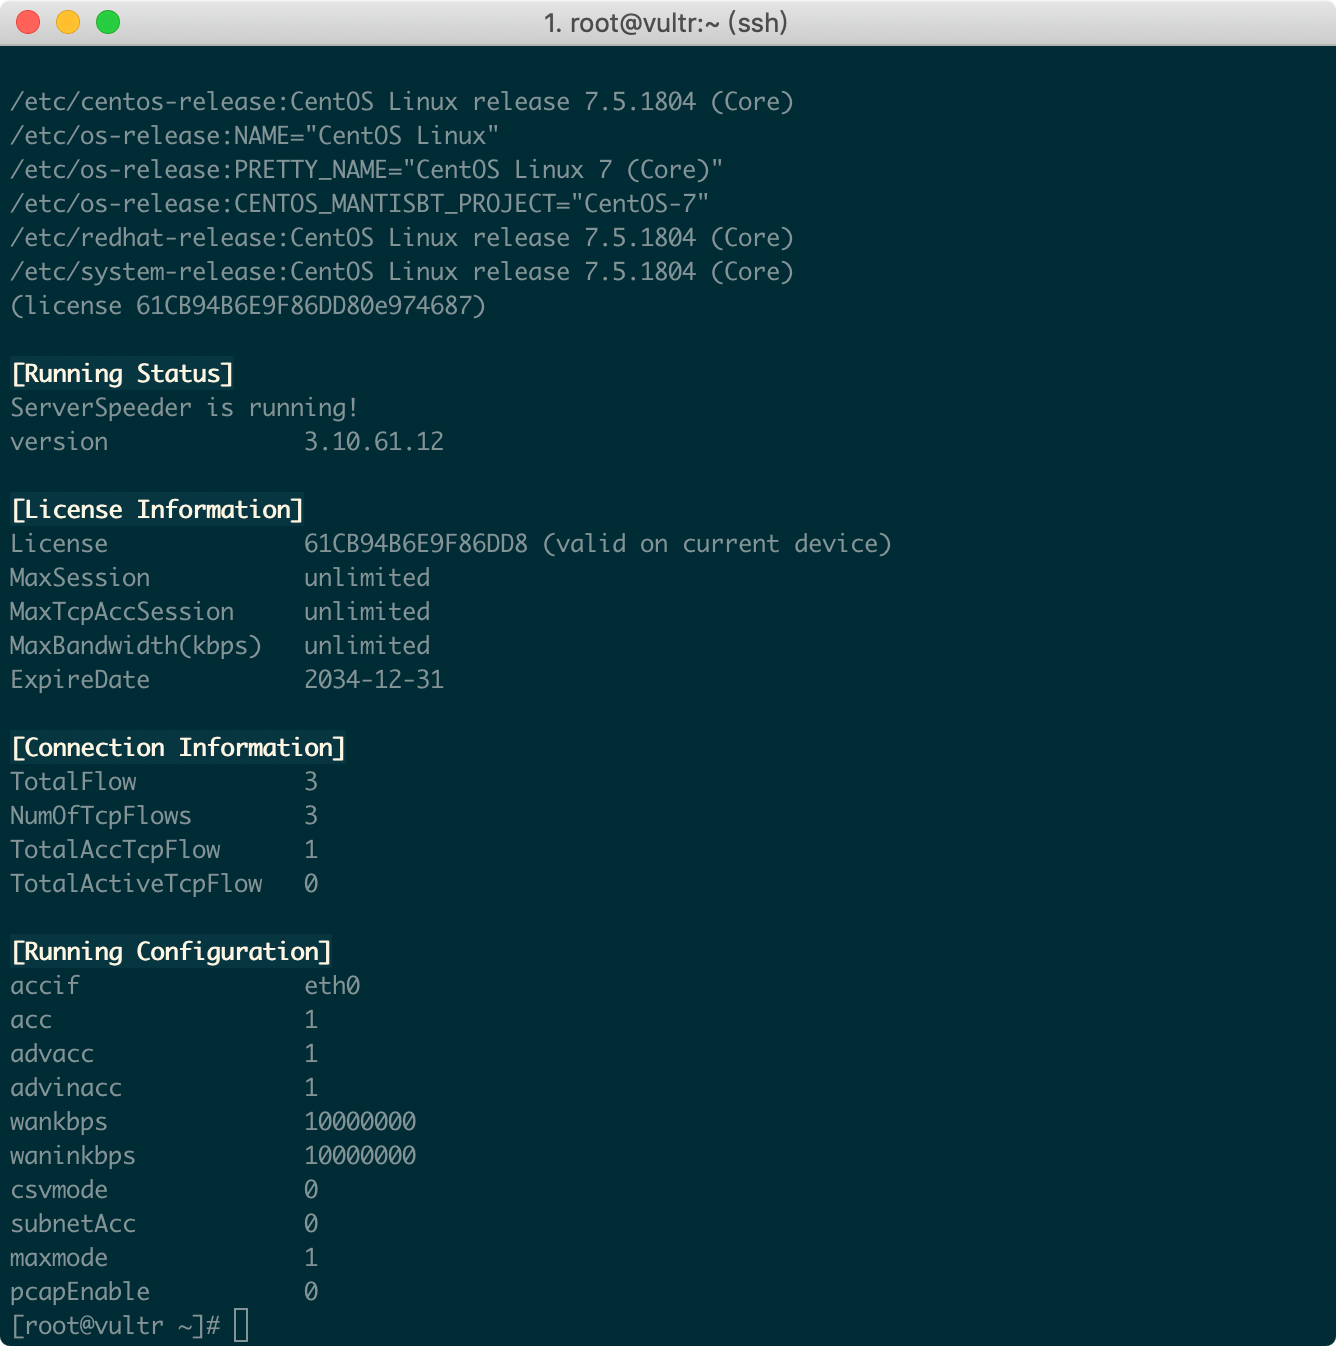 1. root@vultr:~ (ssh)
/etc/centos-release:CentOS Linux release 7.5.1804 (Core)
/etc/os-release:NAME="CentOS Linux"
/etc/os-release:PRETTY_NAME="CentOS Linux 7 (Core)"
/etc/os-release:CENTOS_MANTISBT_PROJECT="CentOS-7"
/etc/redhat-release:CentOS Linux release 7.5.1804 (Core)
/etc/system-release:CentOS Linux release 7.5.1804 (Core)
(license 61CB94B6E9F86DD80e974687)
[Running Status]
ServerSpeeder is running!
version 3.10.61.12
[License Information]
License 61CB94B6E9F86DD8 (valid on current device)
MaxSession unlimited
MaxTcpAccSession unlimited
MaxBandwidth(kbps) unlimited
ExpireDate 2034-12-31
[Connection Information]
TotalFlow 3
NumOfTcpFlows 3
TotalAccTcpFlow 1
TotalActiveTcpFlow 0
[Running Configuration]
accif eth0
acc 1
advacc 1
advinacc 1
wankbps 10000000
waninkbps 10000000
csvmode 0
subnetAcc 0
maxmode 1
pcapEnable 0
[root@vultr ~]#